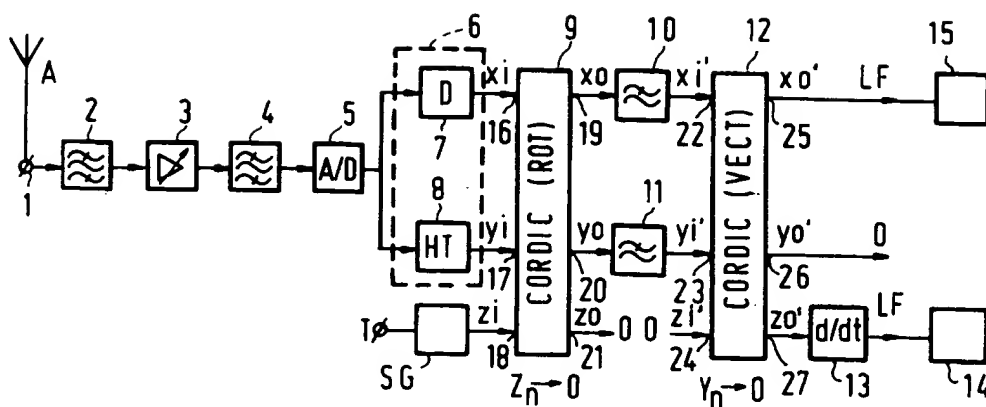 6 9 10 12 15
A
2 3 4 5
D
7
8
HT
A/D
1
xi
16
xo
19
xi'
22
xo'
25
LF
CORDIC (ROT)
CORDIC (VECT)
11
yi
17
yo
20
yi'
23
yo'
26
0
T
SG
zi
18
zo
21
0 0
zi'
24
zo'
27
d/dt
13
LF
14
Zn→0
Yn→0